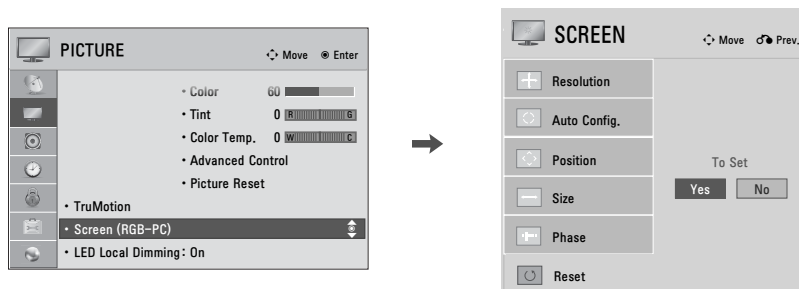 PICTURE
Move Enter
• Color 60
• Tint 0 R G
• Color Temp. 0 W C
• Advanced Control
• Picture Reset
• TruMotion
• Screen (RGB-PC)
• LED Local Dimming: On
SCREEN
Move Prev.
Resolution
Auto Config.
Position
Size
Phase
Reset
To Set
Yes No